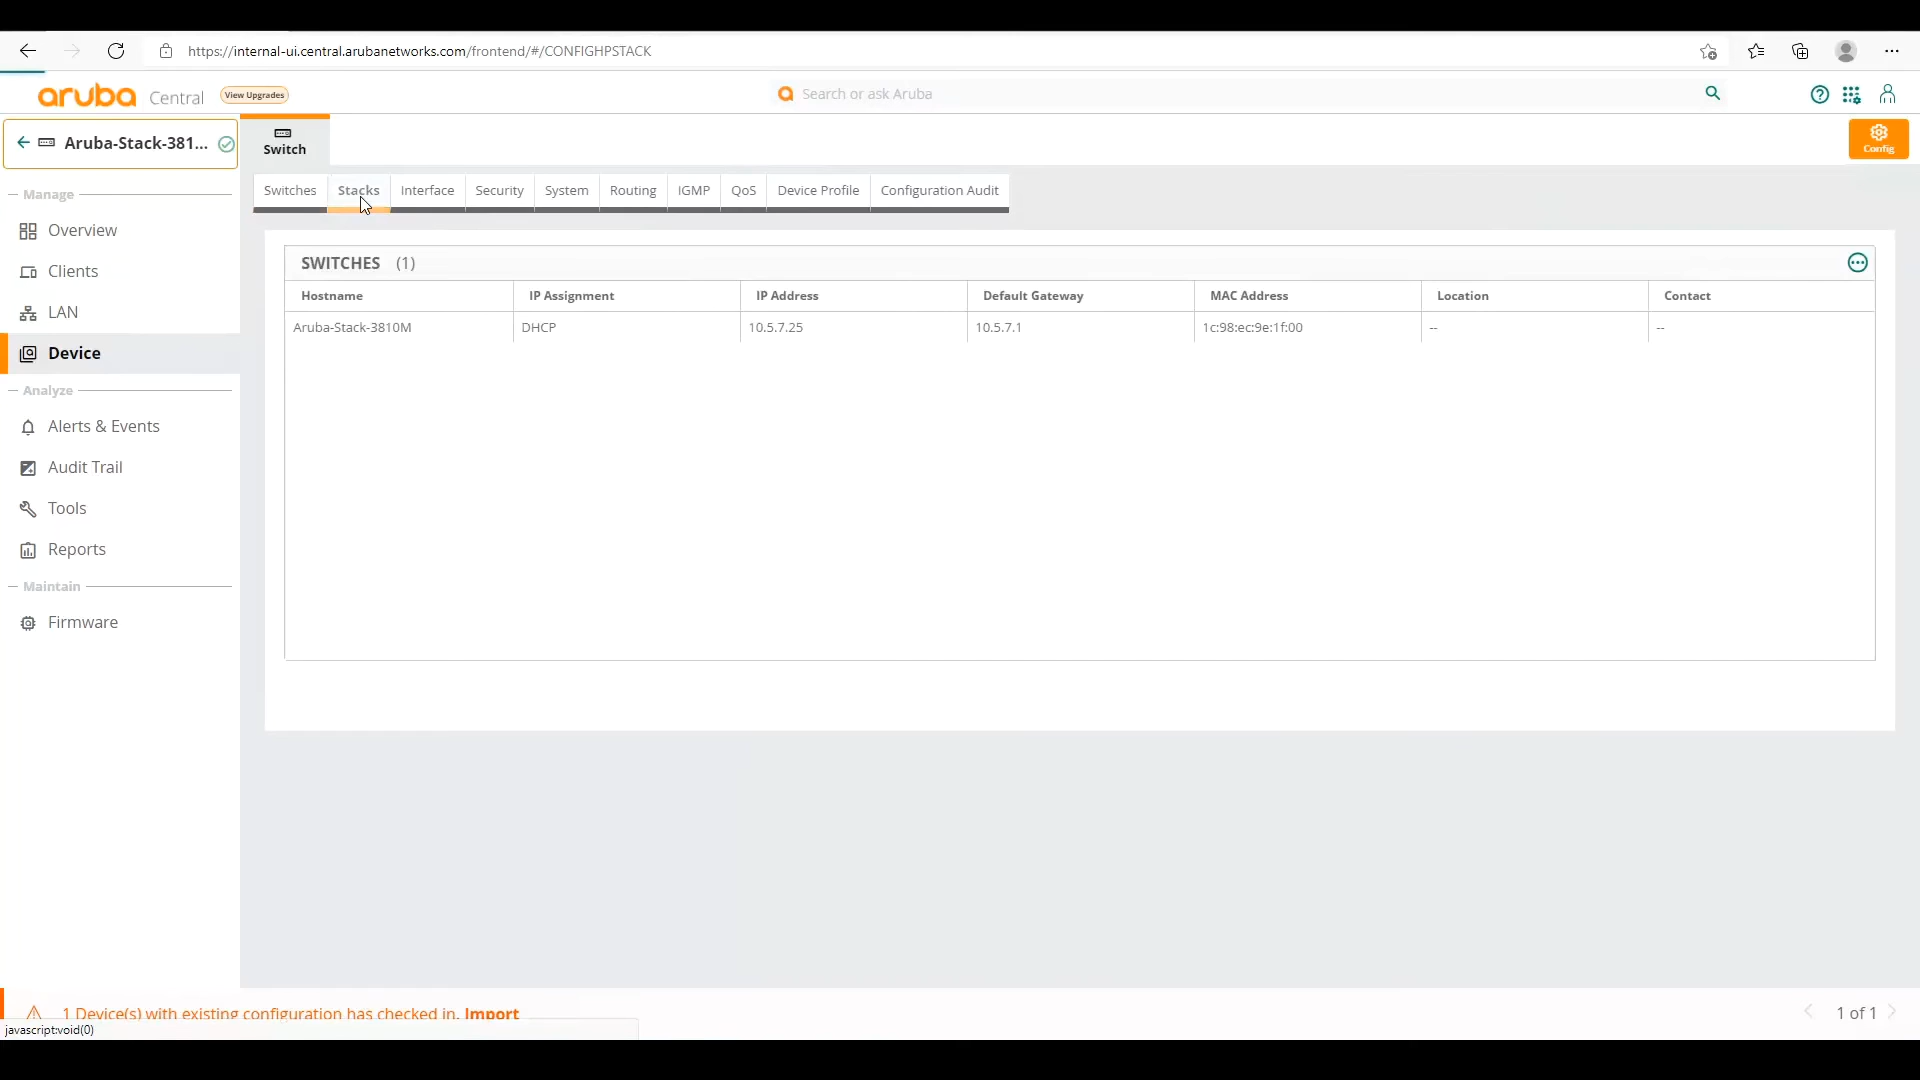 https://internal-ui.central.arubanetworks.com/frontend/#/CONFIGHPSTACK
aruba Central View Upgrades
Search or ask Aruba
Aruba-Stack-381...
Switch
Config
Switches Stacks Interface Security System Routing IGMP QoS Device Profile Configuration Audit
Manage
Overview
Clients
LAN
Device
Analyze
Alerts & Events
Audit Trail
Tools
Reports
Maintain
Firmware
SWITCHES (1)
Hostname IP Assignment IP Address Default Gateway MAC Address Location Contact
Aruba-Stack-3810M DHCP 10.5.7.25 10.5.7.1 1c:98:ec:9e:1f:00 -- --
1 Device(s) with existing configuration has checked in. Import
1 of 1
javascript:void(0)